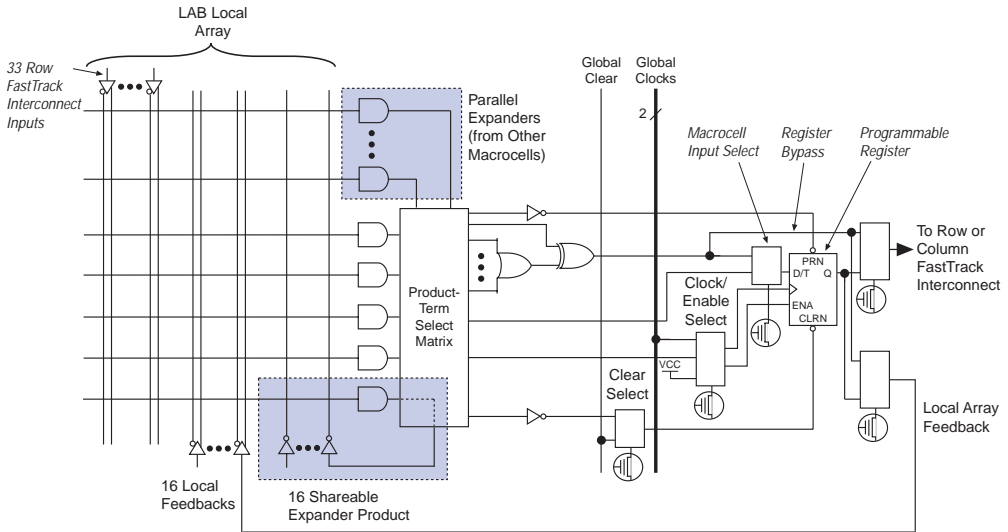 LAB Local
Array
33 Row
FastTrack
Interconnect
Inputs
Parallel
Expanders
(from Other
Macrocells)
Global
Clear
Global
Clocks
2
Macrocell
Input Select
Register
Bypass
Programmable
Register
To Row or
Column
FastTrack
Interconnect
Product-
Term
Select
Matrix
PRN
D/T Q
ENA
CLRN
Clock/
Enable
Select
VCC
Clear
Select
Local Array
Feedback
16 Local
Feedbacks
16 Shareable
Expander Product